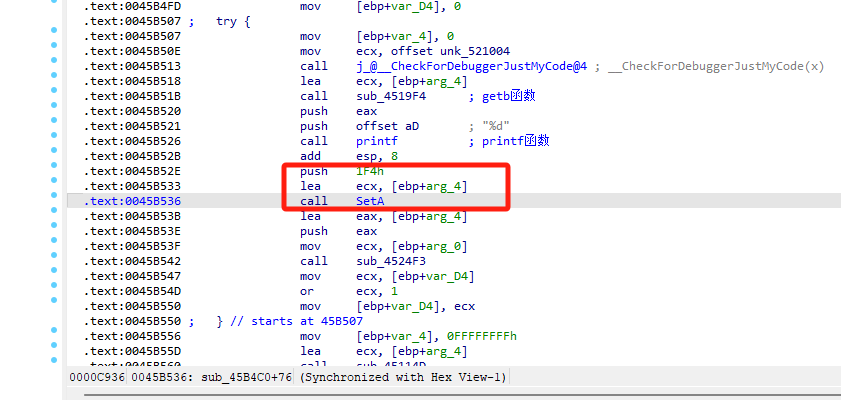 .text:0045B4FD mov [ebp+var_D4], 0
.text:0045B507 ; try {
.text:0045B507 mov [ebp+var_4], 0
.text:0045B50E mov ecx, offset unk_521004
.text:0045B513 call j_@__CheckForDebuggerJustMyCode@4 ; __CheckForDebuggerJustMyCode(x)
.text:0045B518 lea ecx, [ebp+arg_4]
.text:0045B51B call sub_4519F4 ; getb函数
.text:0045B520 push eax
.text:0045B521 push offset aD ; "%d"
.text:0045B526 call printf ; printf函数
.text:0045B52B add esp, 8
.text:0045B52E push 1F4h
.text:0045B533 lea ecx, [ebp+arg_4]
.text:0045B536 call SetA
.text:0045B53B lea eax, [ebp+arg_4]
.text:0045B53E push eax
.text:0045B53F mov ecx, [ebp+arg_0]
.text:0045B542 call sub_4524F3
.text:0045B547 mov ecx, [ebp+var_D4]
.text:0045B54D or ecx, 1
.text:0045B550 mov [ebp+var_D4], ecx
.text:0045B550 ; } // starts at 45B507
.text:0045B556 mov [ebp+var_4], 0FFFFFFFFh
.text:0045B55D lea ecx, [ebp+arg_4]
.text:0045B560 call sub_45114D
0000C936 0045B536: sub_45B4C0+76 (Synchronized with Hex View-1)